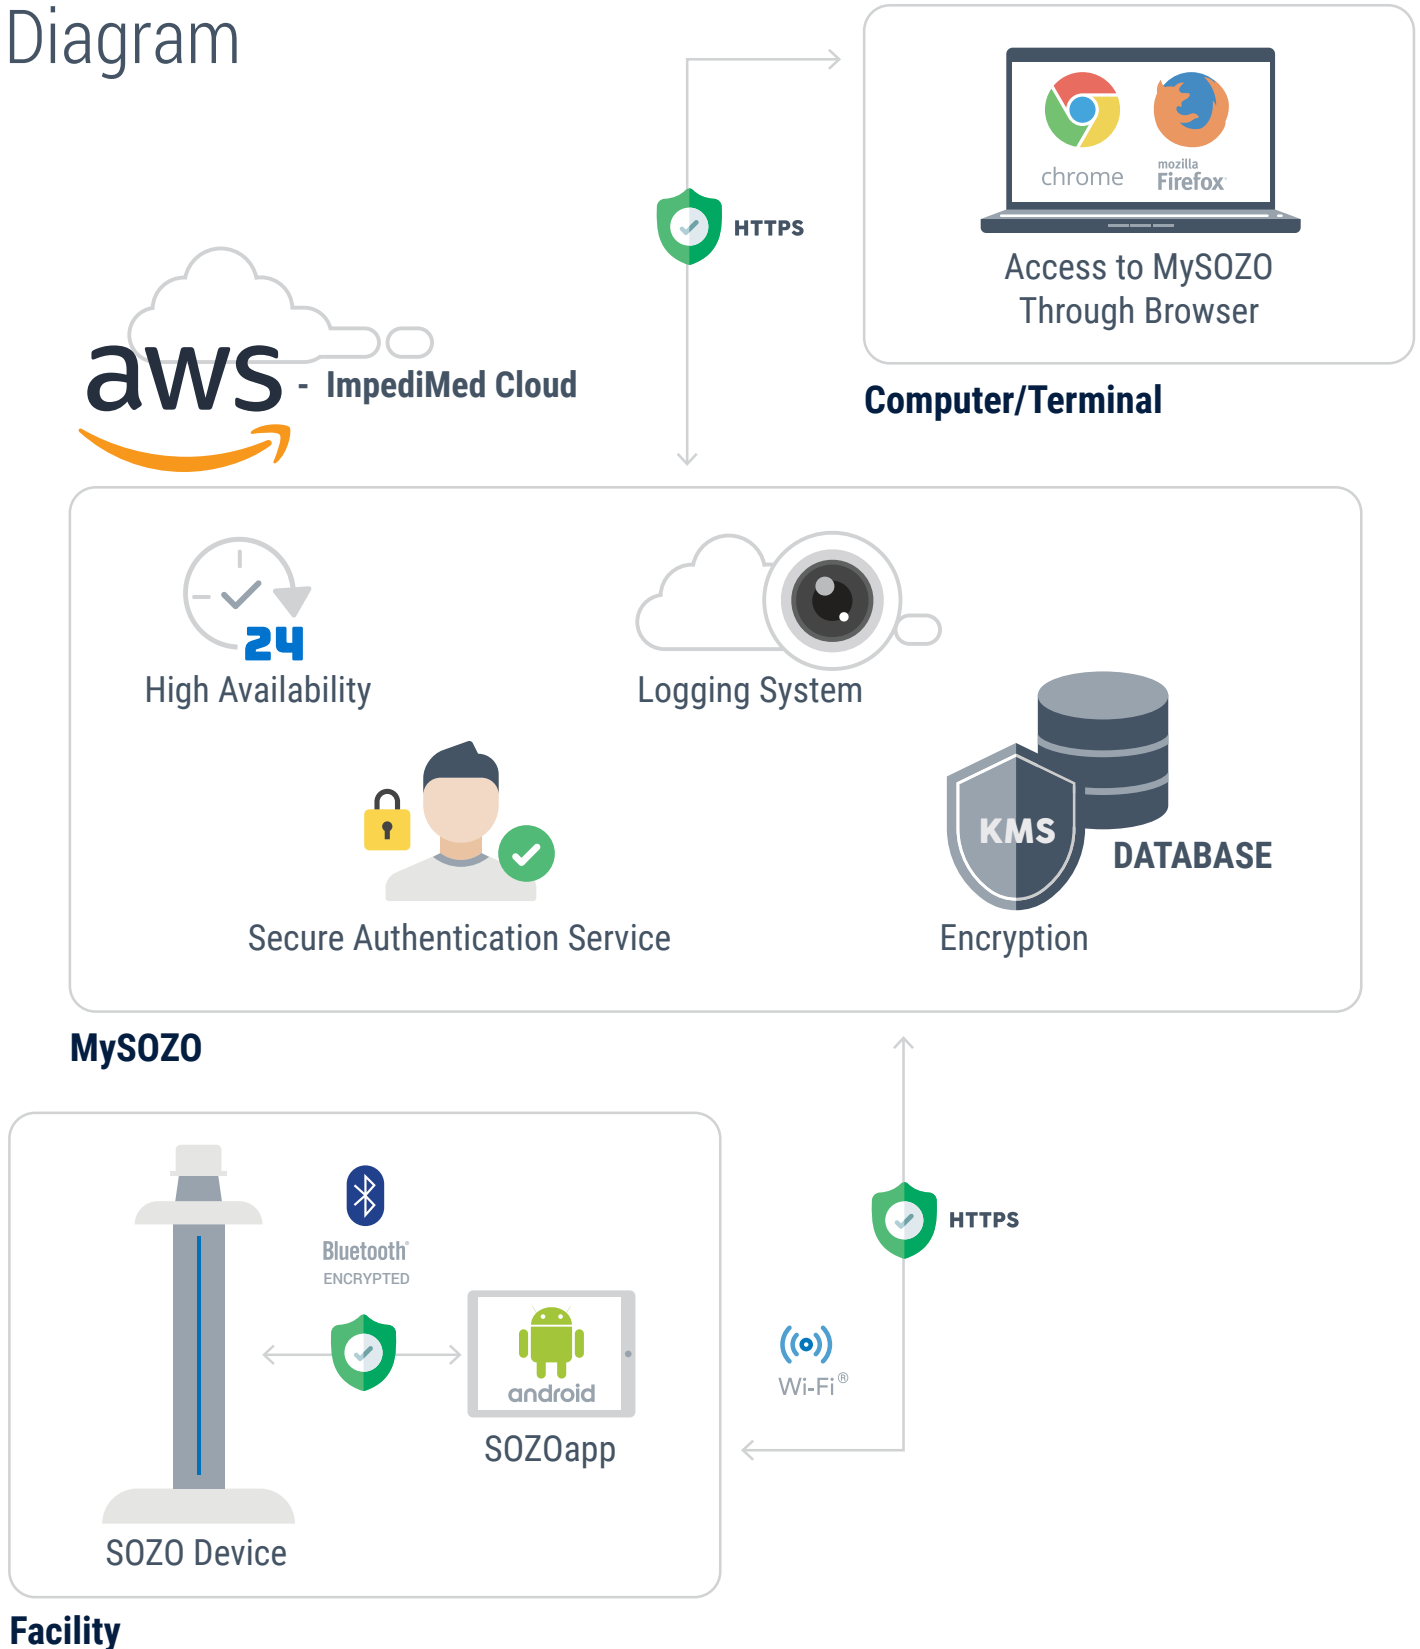 Diagram
chrome
mozilla
Firefox
HTTPS
Access to MySOZO
Through Browser
Computer/Terminal
aws - ImpediMed Cloud
24
High Availability
Logging System
KMS
DATABASE
Secure Authentication Service
Encryption
MySOZO
Bluetooth®
ENCRYPTED
HTTPS
android
Wi-Fi®
SOZOapp
SOZO Device
Facility